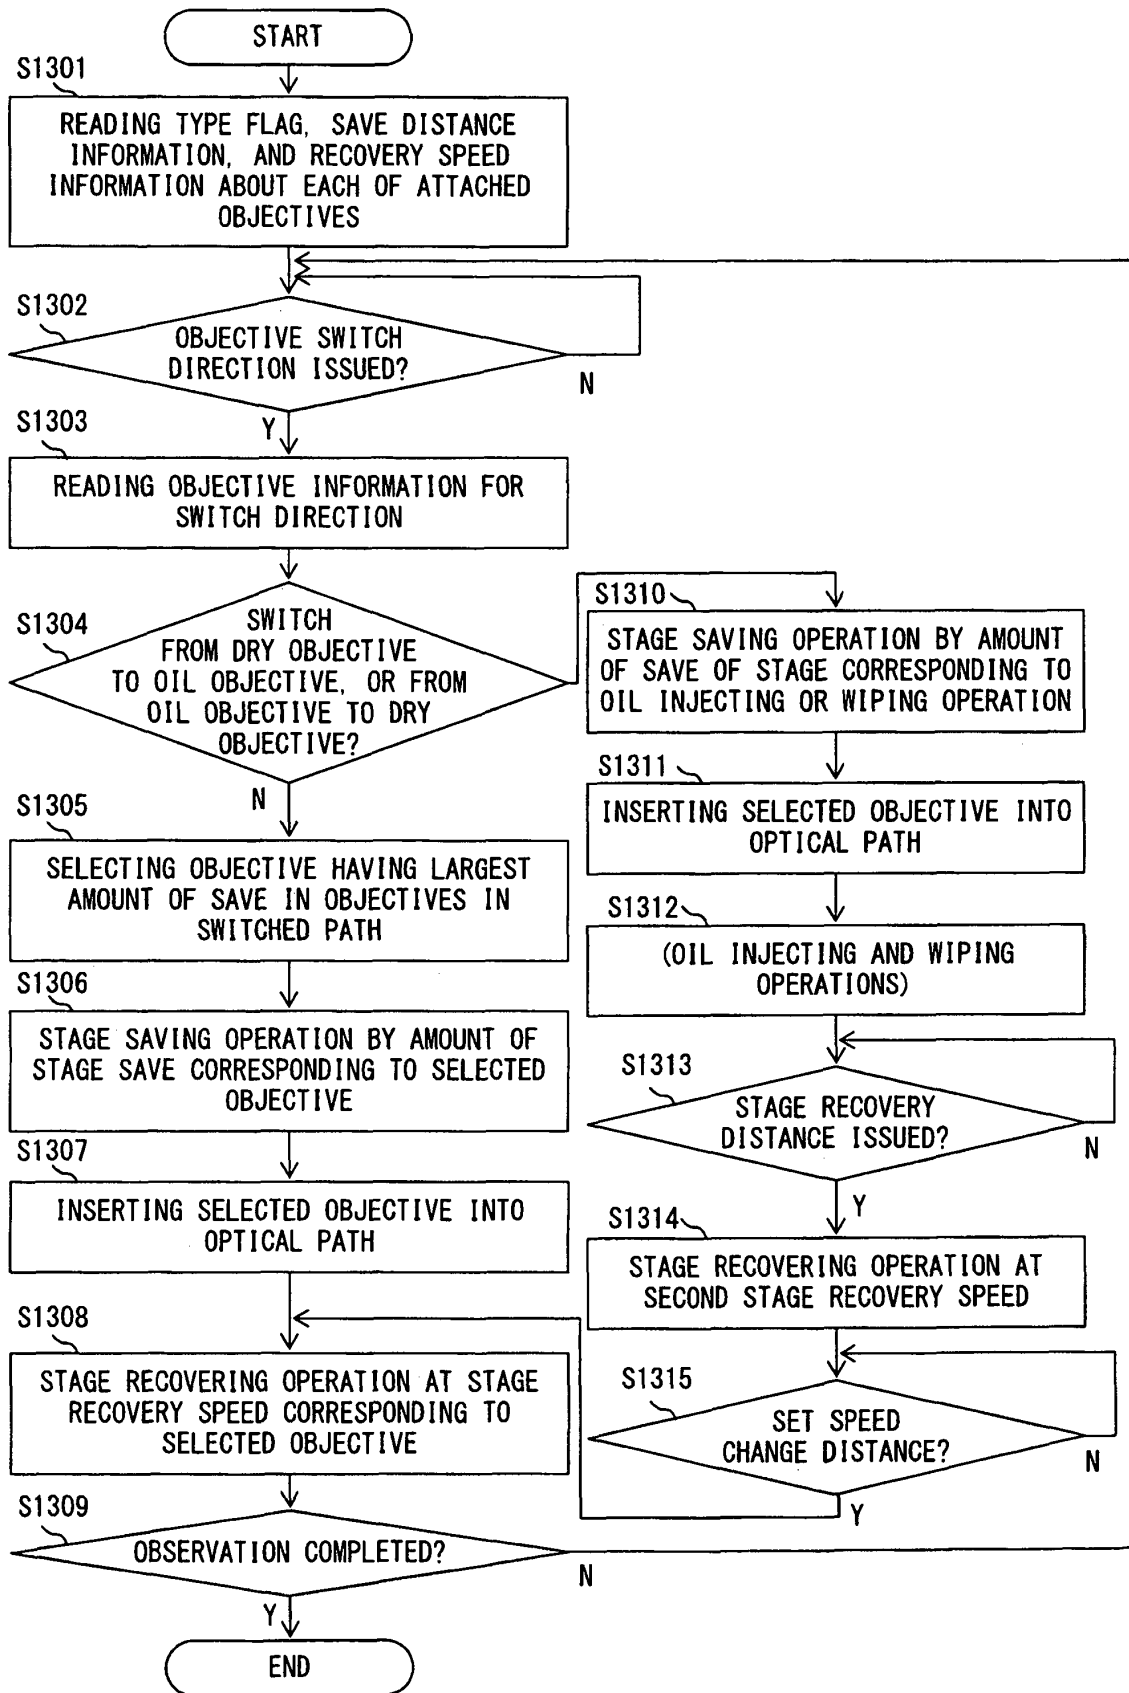 START
S1301
READING TYPE FLAG, SAVE DISTANCE
INFORMATION, AND RECOVERY SPEED
INFORMATION ABOUT EACH OF ATTACHED
OBJECTIVES
S1302
OBJECTIVE SWITCH
DIRECTION ISSUED?
N
Y
S1303
READING OBJECTIVE INFORMATION FOR
SWITCH DIRECTION
S1304
SWITCH
FROM DRY OBJECTIVE
TO OIL OBJECTIVE, OR FROM
OIL OBJECTIVE TO DRY
OBJECTIVE?
N
S1305
SELECTING OBJECTIVE HAVING LARGEST
AMOUNT OF SAVE IN OBJECTIVES IN
SWITCHED PATH
S1306
STAGE SAVING OPERATION BY AMOUNT OF
STAGE SAVE CORRESPONDING TO SELECTED
OBJECTIVE
S1307
INSERTING SELECTED OBJECTIVE INTO
OPTICAL PATH
S1308
STAGE RECOVERING OPERATION AT STAGE
RECOVERY SPEED CORRESPONDING TO
SELECTED OBJECTIVE
S1309
OBSERVATION COMPLETED?
N
Y
END
S1310
STAGE SAVING OPERATION BY AMOUNT
OF SAVE OF STAGE CORRESPONDING TO
OIL INJECTING OR WIPING OPERATION
S1311
INSERTING SELECTED OBJECTIVE INTO
OPTICAL PATH
S1312
(OIL INJECTING AND WIPING
OPERATIONS)
S1313
STAGE RECOVERY
DISTANCE ISSUED?
N
Y
S1314
STAGE RECOVERING OPERATION AT
SECOND STAGE RECOVERY SPEED
S1315
SET SPEED
CHANGE DISTANCE?
N
Y